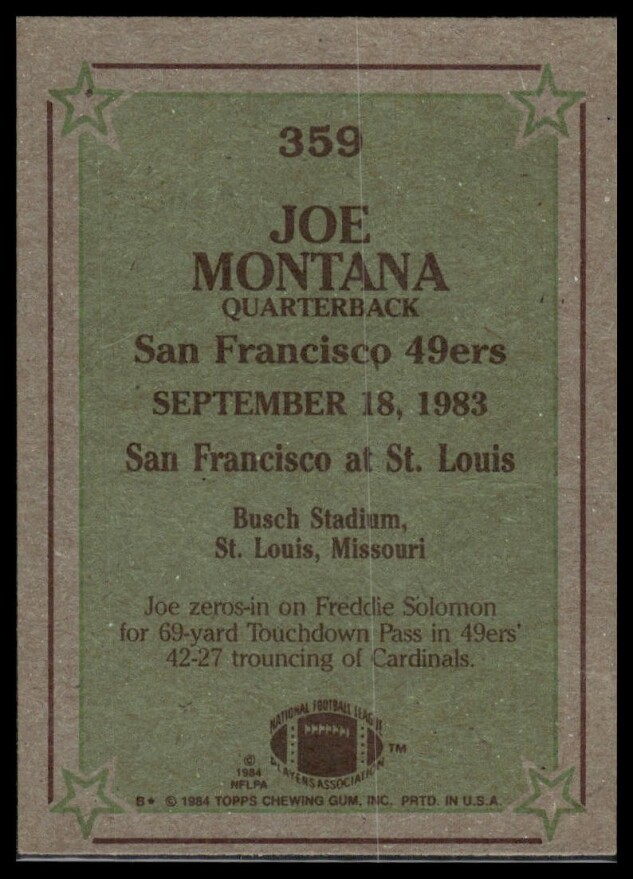 359
JOE
MONTANA
QUARTERBACK
San Francisco 49ers
SEPTEMBER 18, 1983
San Francisco at St. Louis
Busch Stadium,
St. Louis, Missouri
Joe zeros-in on Freddie Solomon
for 69-yard Touchdown Pass in 49ers'
42-27 trouncing of Cardinals.
NATIONAL FOOTBALL LEAGUE
PLAYERS ASSOCIATION
TM
©
1984
NFLPA
B* © 1984 TOPPS CHEWING GUM, INC. PRTD. IN U.S.A.